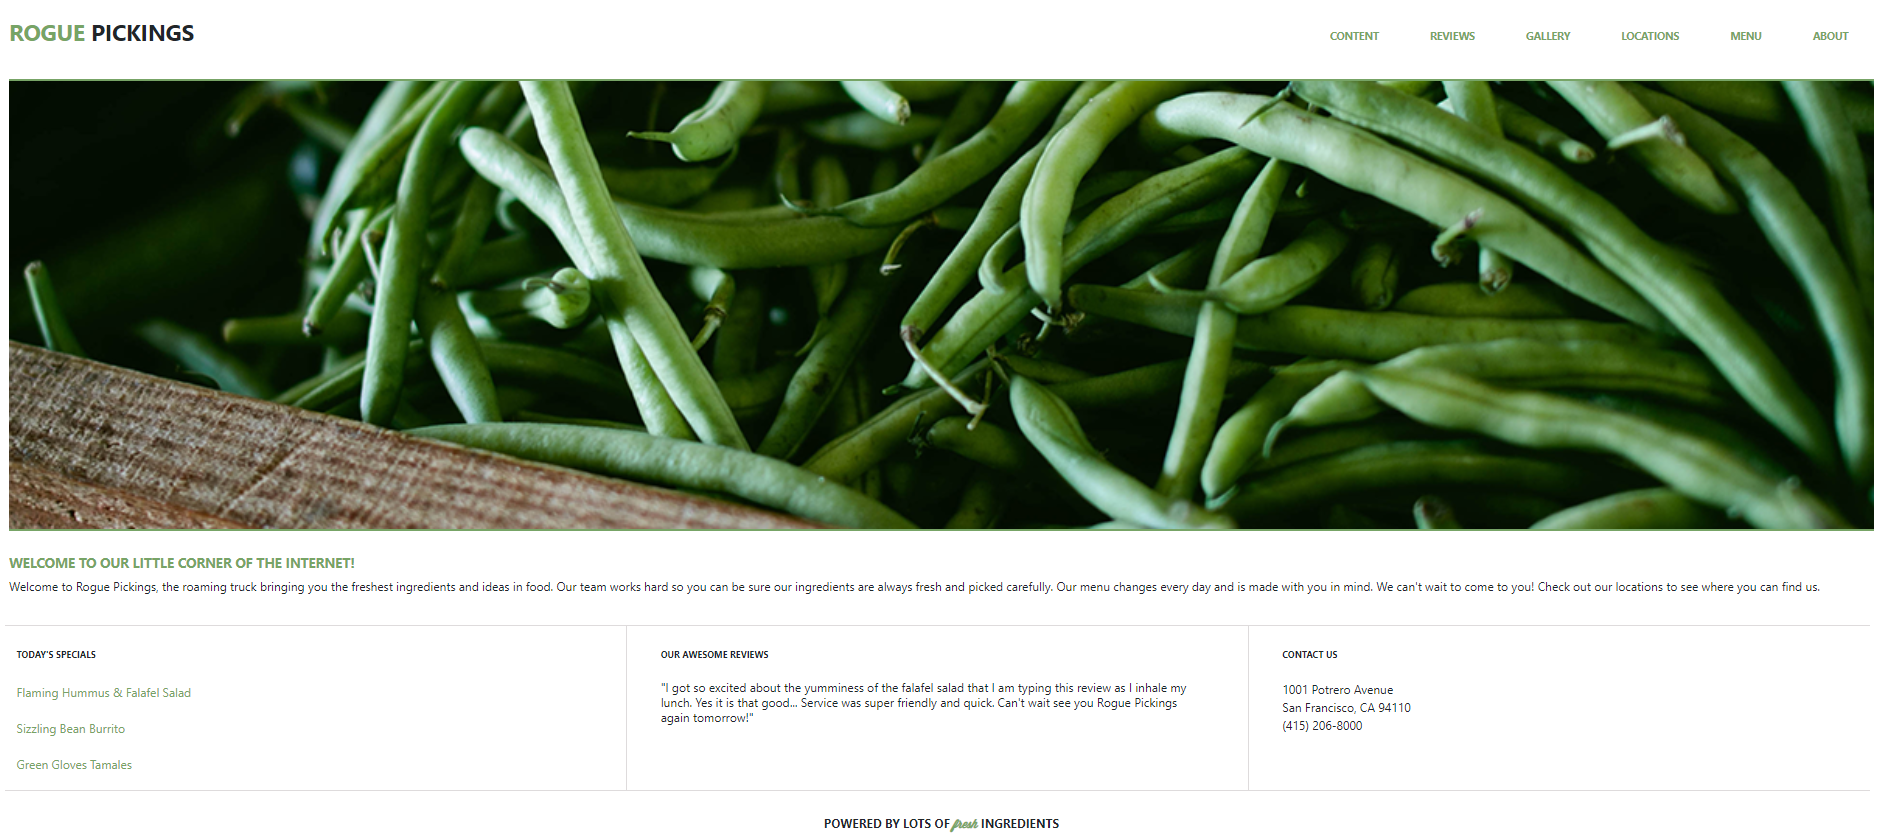 ROGUE PICKINGS
CONTENT REVIEWS GALLERY LOCATIONS MENU ABOUT
WELCOME TO OUR LITTLE CORNER OF THE INTERNET!
Welcome to Rogue Pickings, the roaming truck bringing you the freshest ingredients and ideas in food. Our team works hard so you can be sure our ingredients are always fresh and picked carefully. Our menu changes every day and is made with you in mind. We can't wait to come to you! Check out our locations to see where you can find us.
TODAY'S SPECIALS
Flaming Hummus & Falafel Salad
Sizzling Bean Burrito
Green Gloves Tamales
OUR AWESOME REVIEWS
"I got so excited about the yumminess of the falafel salad that I am typing this review as I inhale my
lunch. Yes it is that good... Service was super friendly and quick. Can't wait see you Rogue Pickings
again tomorrow!"
CONTACT US
1001 Potrero Avenue
San Francisco, CA 94110
(415) 206-8000
POWERED BY LOTS OF fresh INGREDIENTS